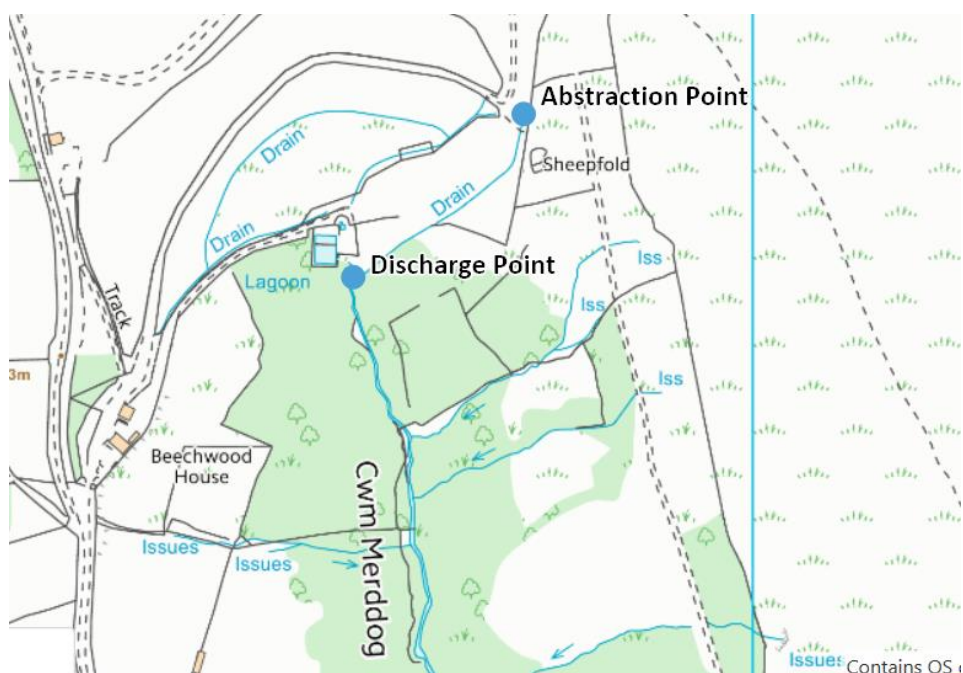 Abstraction Point
Drain
Sheepfold
Drain
Drain
Iss
Lagoon
Discharge Point
Track
Iss
3m
Iss
Beechwood
House
Cwm Merddog
Issues
Issues
Issues
Contains OS